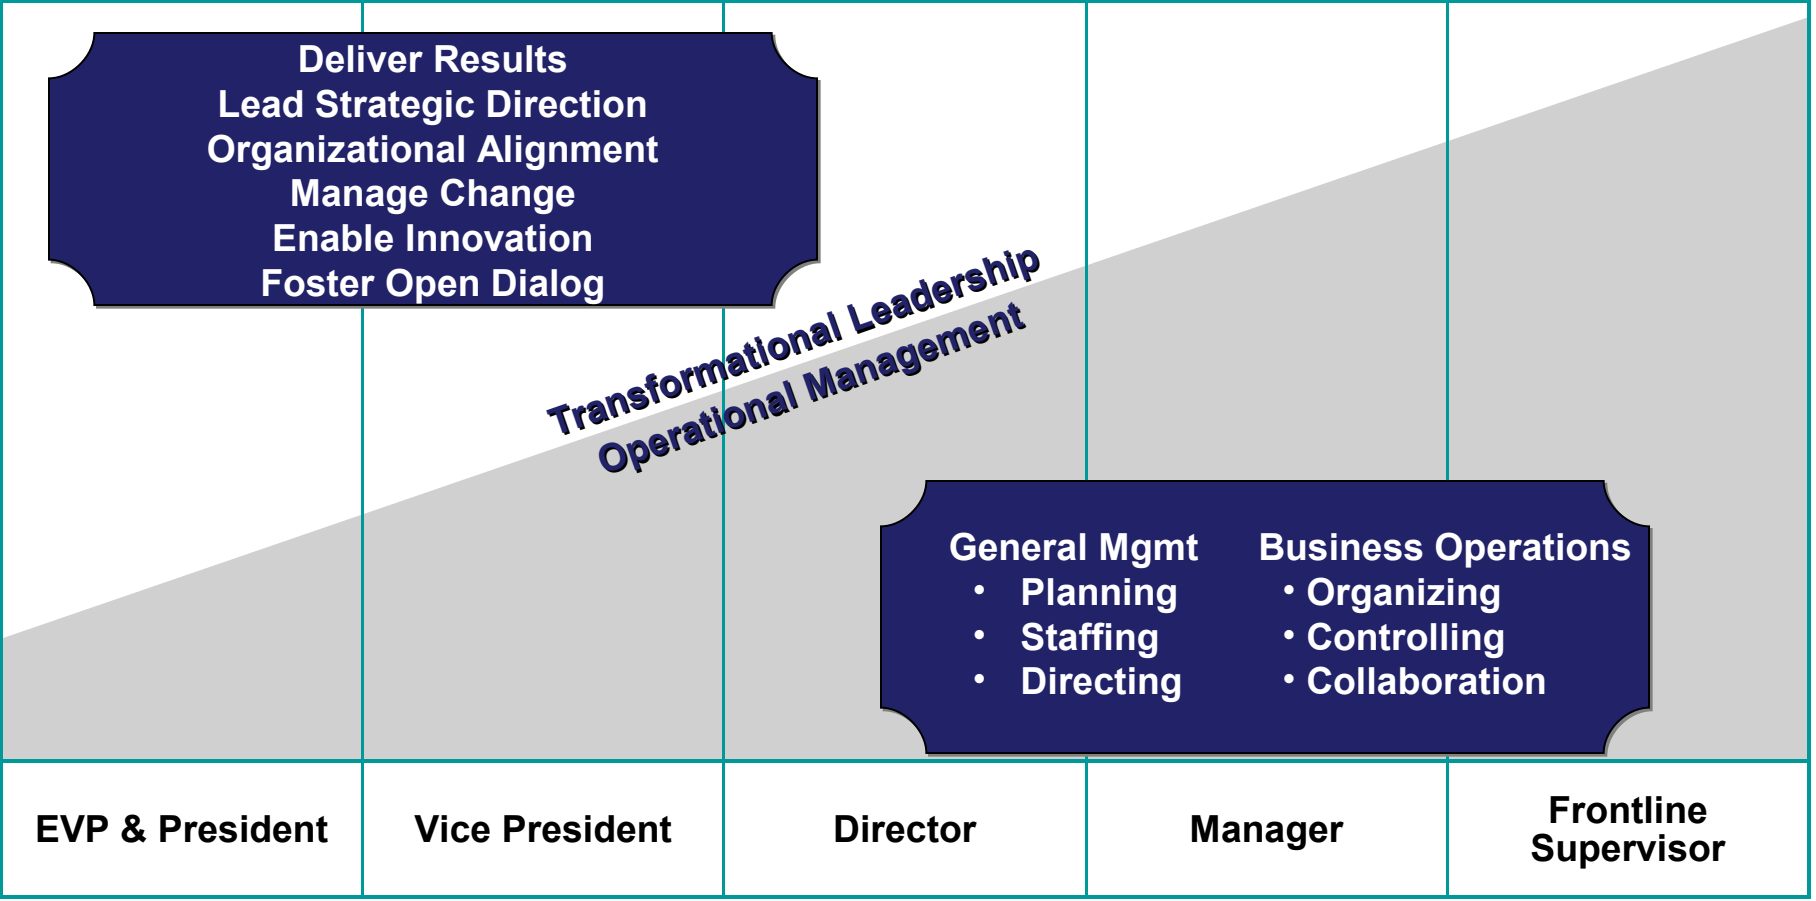 Deliver Results
Lead Strategic Direction
Organizational Alignment
Manage Change
Enable Innovation
Foster Open Dialog
Transformational Leadership
Operational Management
General Mgmt
• Planning
• Staffing
• Directing
Business Operations
• Organizing
• Controlling
• Collaboration
EVP & President
Vice President
Director
Manager
Frontline
Supervisor